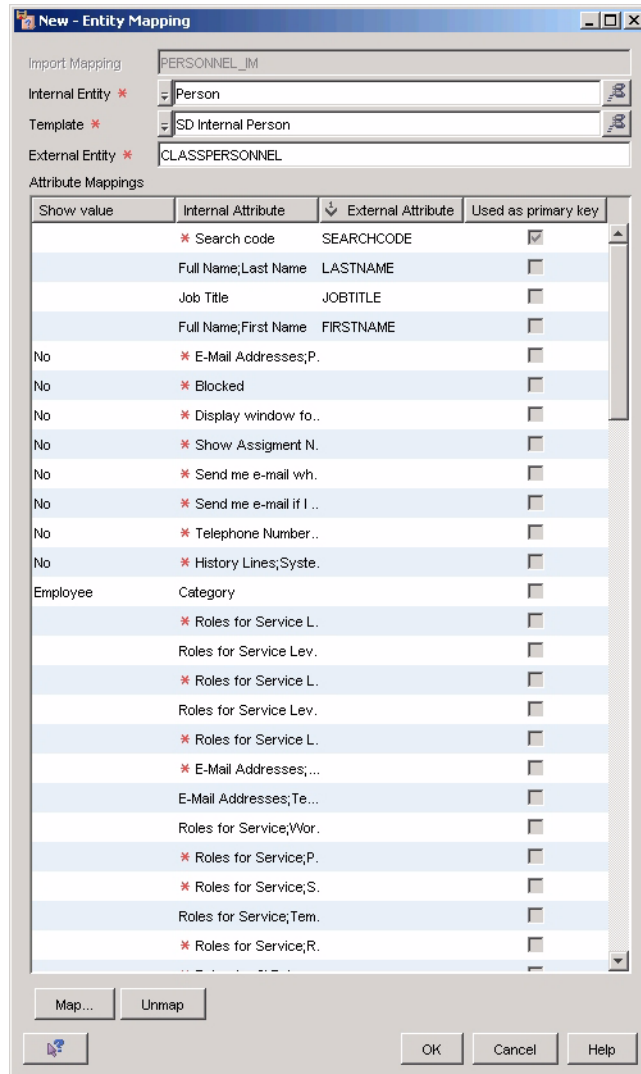 New - Entity Mapping
Import Mapping PERSONNEL_IM
Internal Entity * Person
Template * SD Internal Person
External Entity * CLASSPERSONNEL
Attribute Mappings
Show value Internal Attribute 1 External Attribute Used as primary key
* Search code SEARCHCODE
Full Name;Last Name LASTNAME
Job Title JOBTITLE
Full Name;First Name FIRSTNAME
No * E-Mail Addresses;P.
No * Blocked
No * Display window fo..
No * Show Assigment N.
No * Send me e-mail wh.
No * Send me e-mail if I ..
No * Telephone Number..
No * History Lines;Syste.
Employee Category
* Roles for Service L.
Roles for Service Lev.
* Roles for Service L.
Roles for Service Lev.
* Roles for Service L.
* E-Mail Addresses;...
E-Mail Addresses;Te...
Roles for Service;Wor.
* Roles for Service;P.
* Roles for Service;S.
Roles for Service;Tem.
* Roles for Service;R.
Map... Unmap
OK Cancel Help